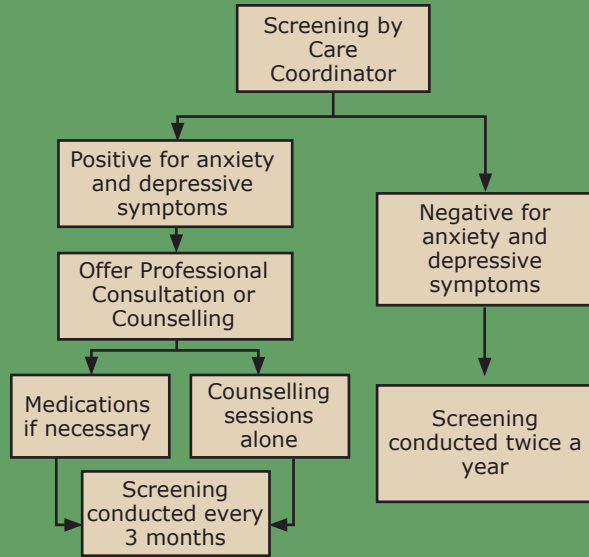 Screening by
Care
Coordinator
Positive for anxiety
and depressive
symptoms
Negative for
anxiety and
depressive
symptoms
Offer Professional
Consultation or
Counselling
Medications
if necessary
Counselling
sessions
alone
Screening
conducted twice a
year
Screening
conducted every
3 months